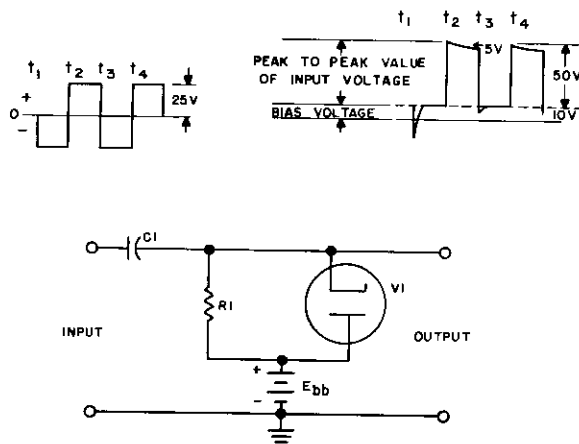 t1 t2 t3 t4
+
0
-
25V
t1 t2 t3 t4
PEAK TO PEAK VALUE
OF INPUT VOLTAGE
5V
50V
BIAS VOLTAGE
10V
C1
R1
V1
INPUT
OUTPUT
+
Ebb
-